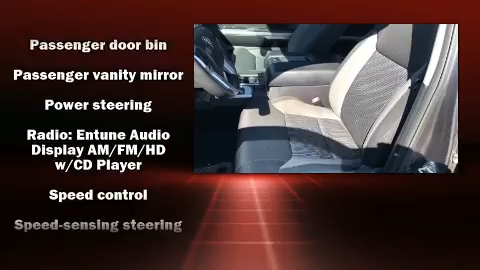 Passenger door bin
Passenger vanity mirror
Power steering
Radio: Entune Audio
Display AM/FM/HD
w/CD Player
Speed control
Speed-sensing steering